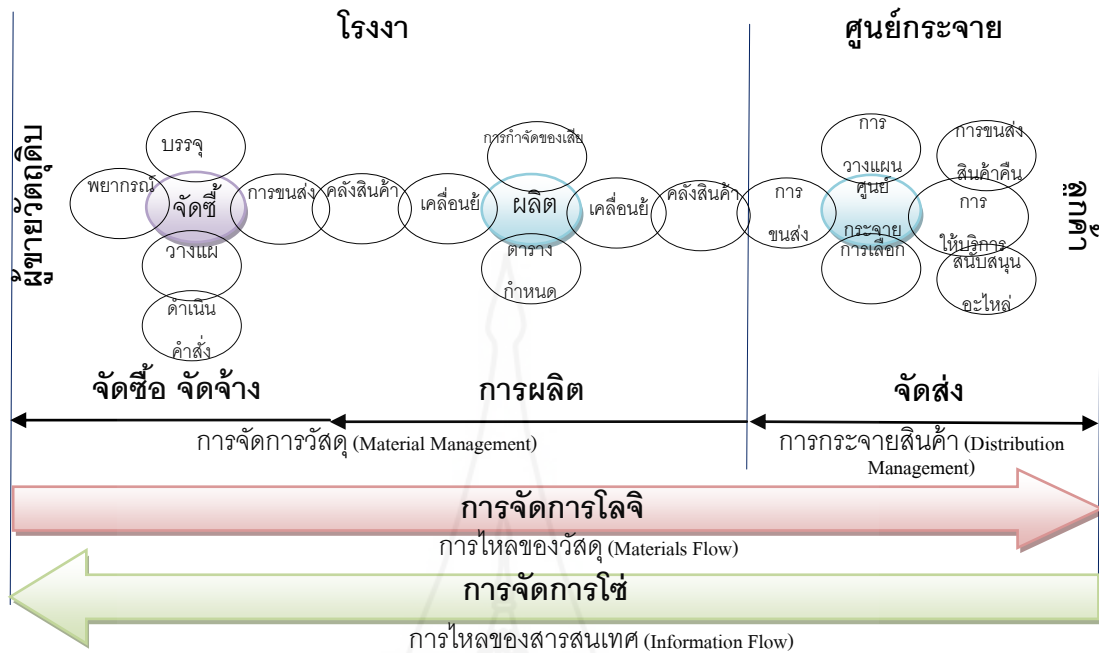 โรงงา
ศูนย์กระจาย
ผู้ขายวัตถุดิบ
บรรจุ
พยากรณ์
จัดซื้
การขนส่ง
คลังสินค้า
วางแผ
ดำเนิน
คำสั่ง
เคลื่อนย้
การกำจัดของเสีย
ผลิต
ตาราง
กำหนด
เคลื่อนย้
คลังสินค้า
การ
ขนส่ง
การ
วางแผน
ศูนย์
กระจาย
การเลือก
การขนส่ง
สินค้าคืน
การ
ให้บริการ
สนับสนุน
อะไหล่
ลูกค้า
จัดซื้อ จัดจ้าง
การผลิต
จัดส่ง
การจัดการวัสดุ (Material Management)
การกระจายสินค้า (Distribution
Management)
การจัดการโลจิ
การไหลของวัสดุ (Materials Flow)
การจัดการโซ่
การไหลของสารสนเทศ (Information Flow)